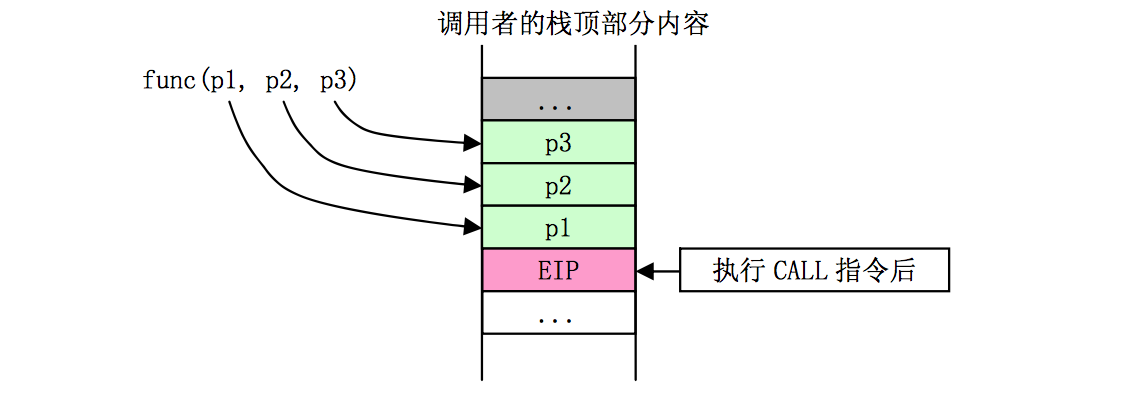 调用者的栈顶部分内容
func(p1, p2, p3)
...
p3
p2
p1
EIP
执行 CALL 指令后
...